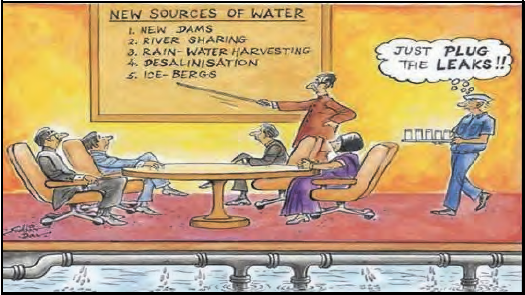 NEW SOURCES OF WATER
1. NEW DAMS
2. RIVER SHARING
3. RAIN-WATER HARVESTING
4. DESALINISATION
5. ICE-BERGS
JUST PLUG
THE LEAKS!!